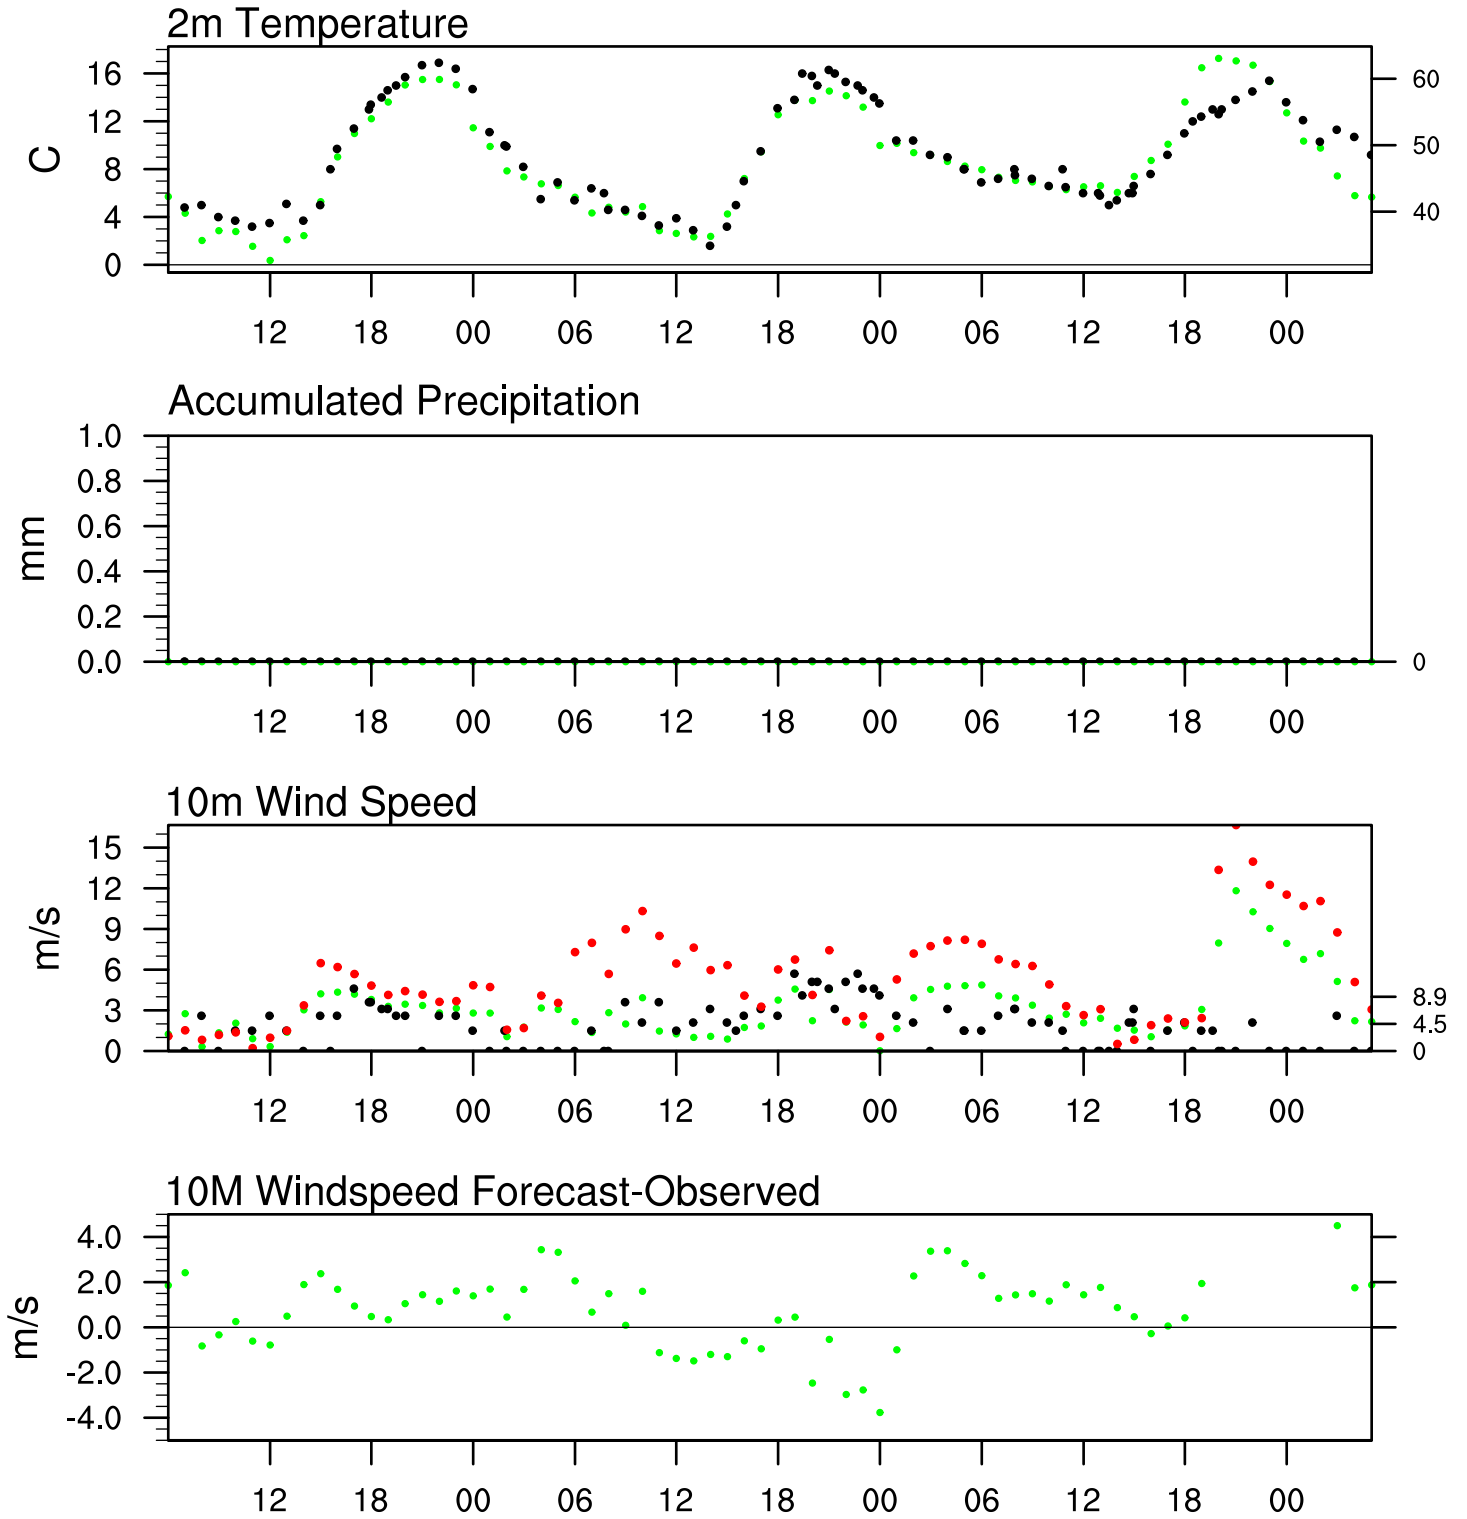 2m Temperature
16
12
8
4
0
C
60
50
40
12 18 00 06 12 18 00 06 12 18 00
Accumulated Precipitation
1.0
0.8
0.6
0.4
0.2
0.0
mm
0
12 18 00 06 12 18 00 06 12 18 00
10m Wind Speed
15
12
9
6
3
0
m/s
8.9
4.5
0
12 18 00 06 12 18 00 06 12 18 00
10M Windspeed Forecast-Observed
4.0
2.0
0.0
-2.0
-4.0
m/s
12 18 00 06 12 18 00 06 12 18 00